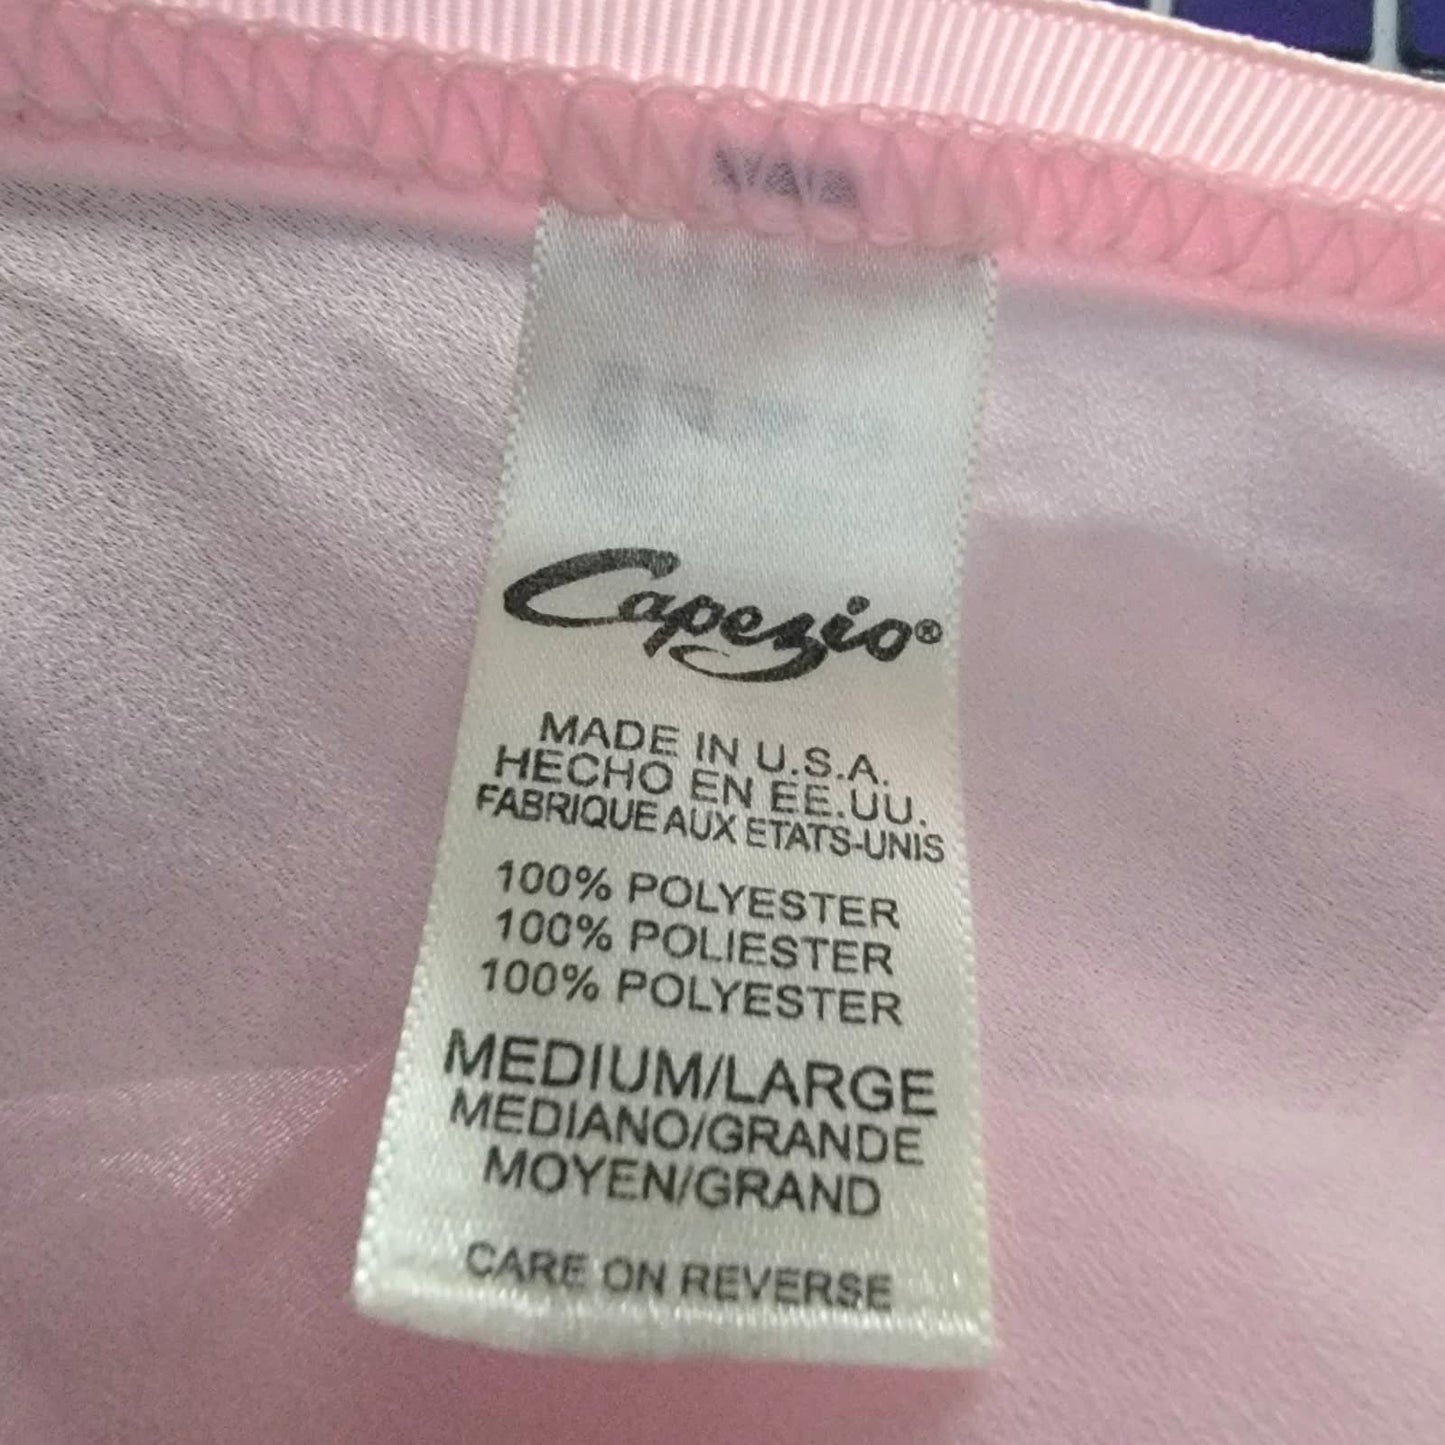 Capezio®
MADE IN U.S.A.
HECHO EN EE.UU.
FABRIQUE AUX ETATS-UNIS
100% POLYESTER
100% POLIESTER
100% POLYESTER
MEDIUM/LARGE
MEDIANO/GRANDE
MOYEN/GRAND
CARE ON REVERSE